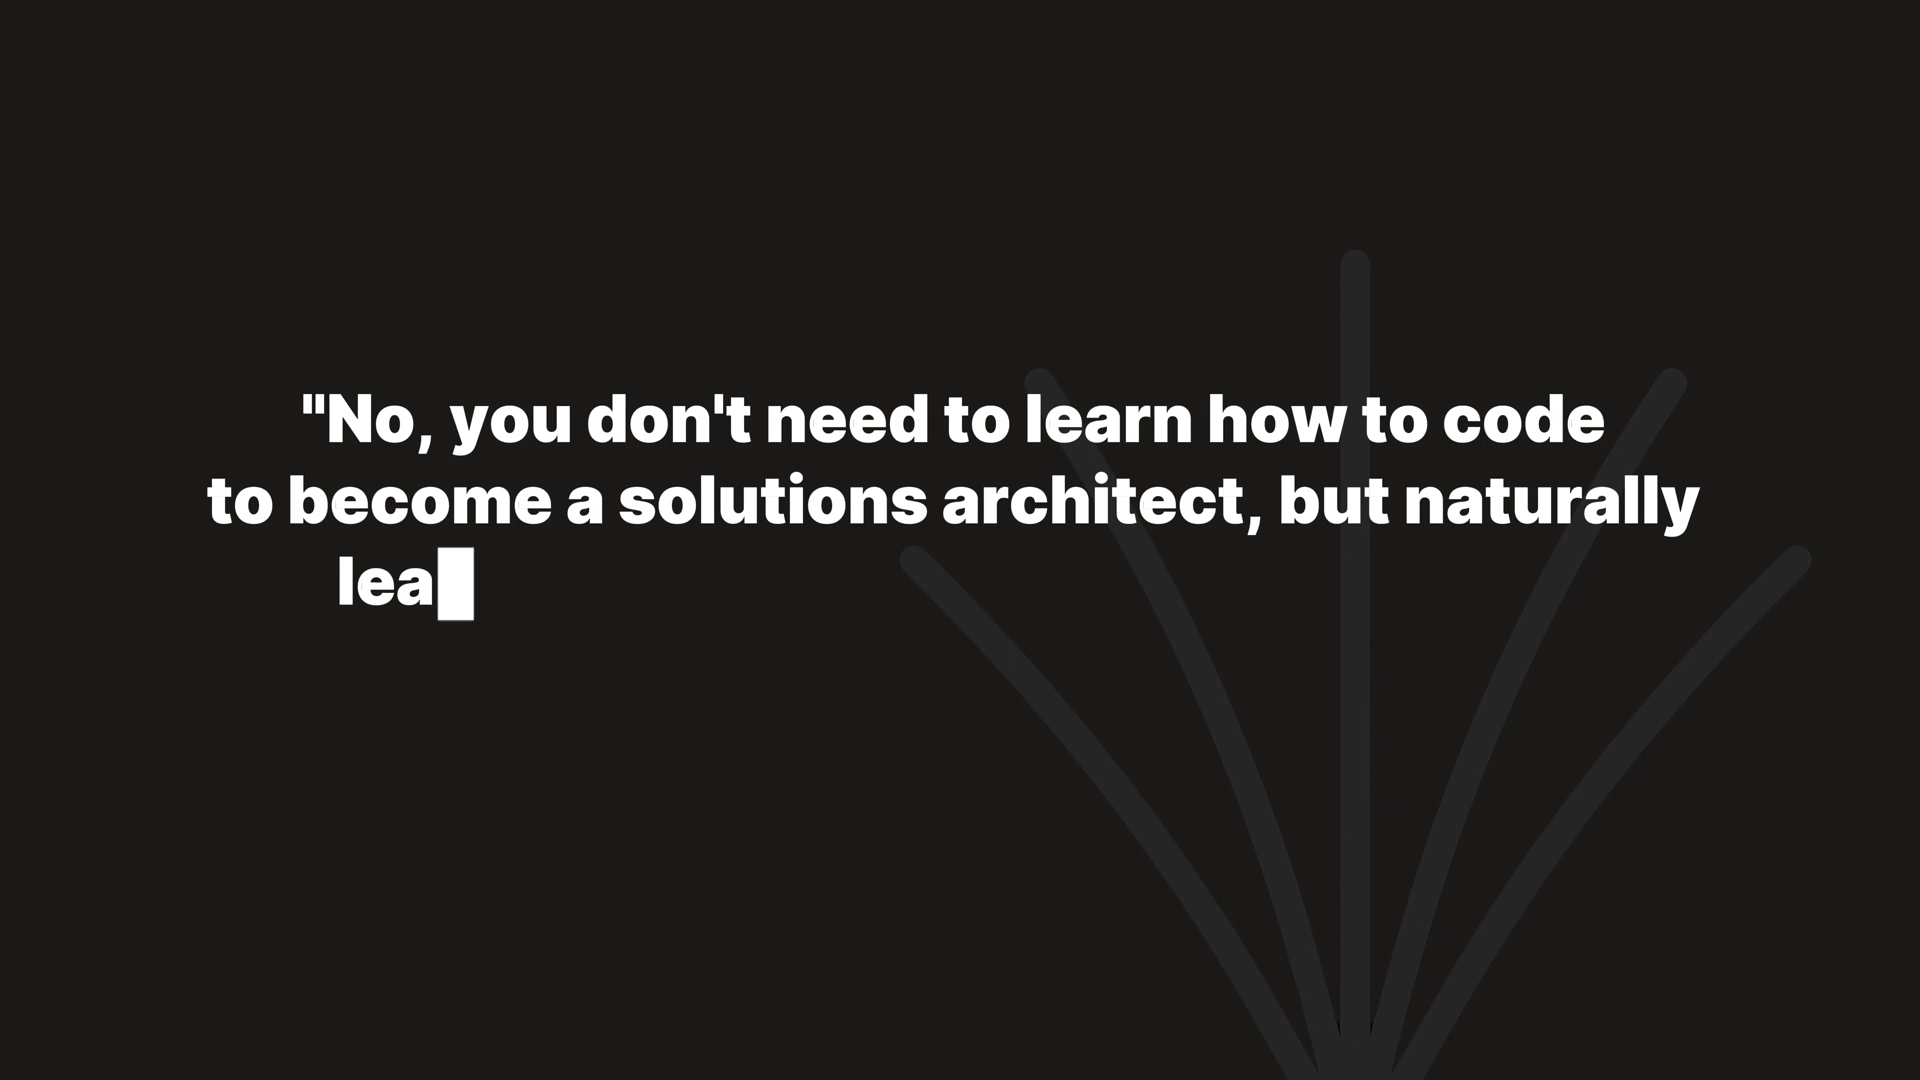 "No, you don't need to learn how to code
to become a solutions architect, but naturally
lea